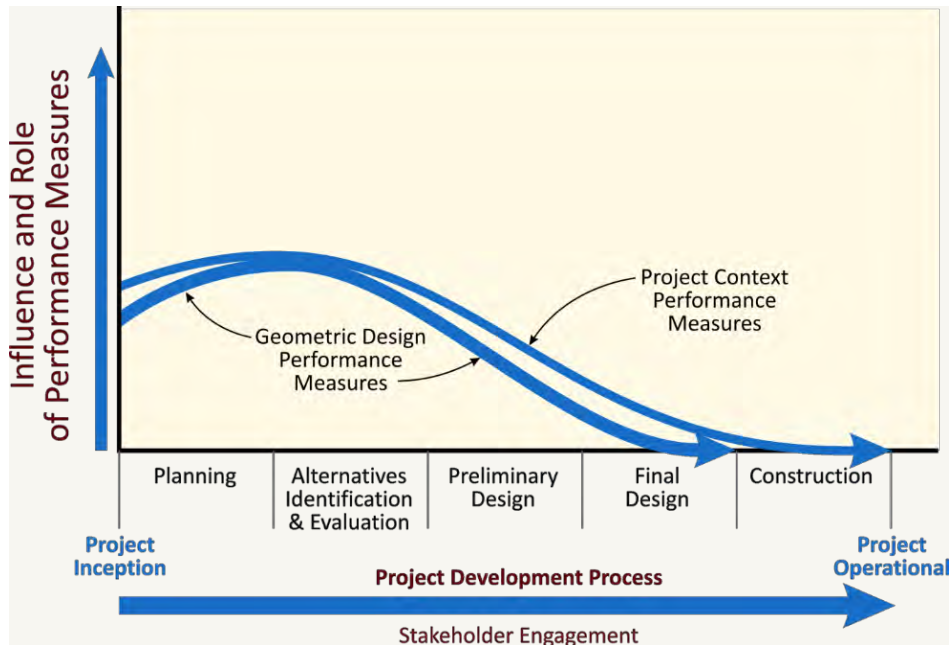 Influence and Role
of Performance Measures
Project Context
Performance
Measures
Geometric Design
Performance
Measures
Planning
Alternatives
Identification
& Evaluation
Preliminary
Design
Final
Design
Construction
Project
Inception
Project
Operational
Project Development Process
Stakeholder Engagement